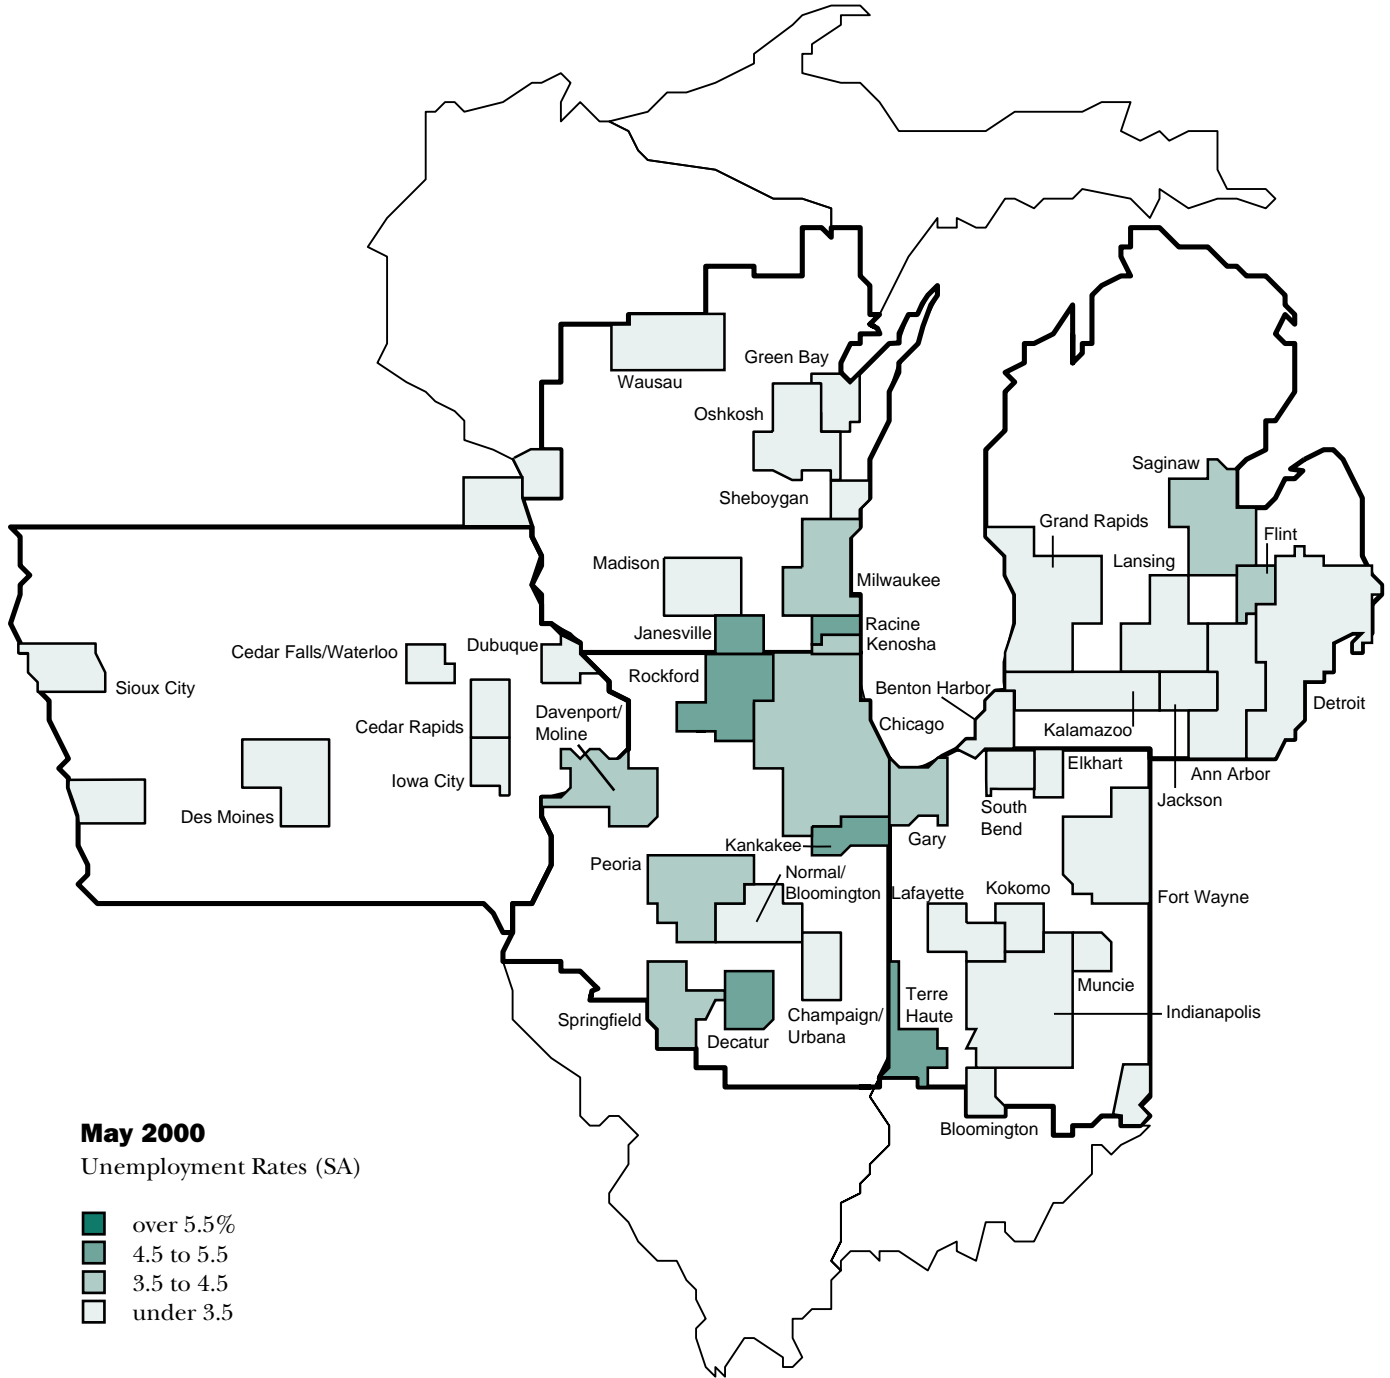 Green Bay
Wausau
Oshkosh
Saginaw
Sheboygan
Grand Rapids
Flint
Lansing
Madison
Milwaukee
Racine
Janesville
Kenosha
Dubuque
Cedar Falls/Waterloo
Rockford
Sioux City
Benton Harbor
Detroit
Davenport/
Moline
Chicago
Cedar Rapids
Kalamazoo
Elkhart
Ann Arbor
Iowa City
Jackson
South
Bend
Des Moines
Gary
Kankakee
Peoria
Normal/
Bloomington
Lafayette
Kokomo
Fort Wayne
Muncie
Terre
Haute
Indianapolis
Springfield
Champaign/
Urbana
Decatur
Bloomington
May 2000
Unemployment Rates (SA)
over 5.5%
4.5 to 5.5
3.5 to 4.5
under 3.5